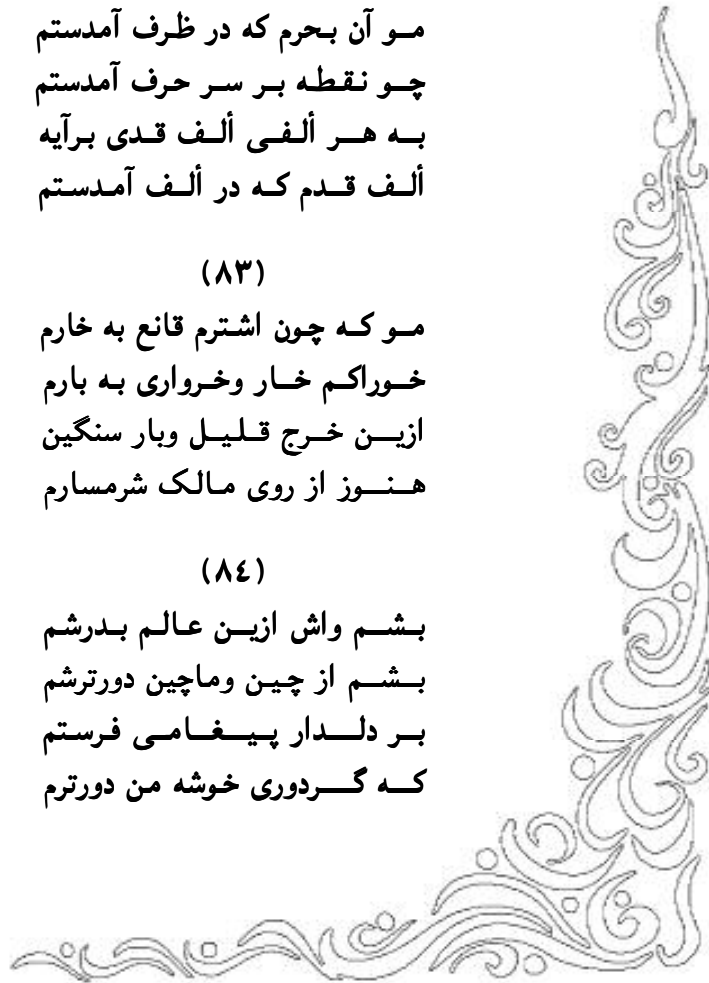 مو آن بحرم که در ظرف آمدستم
چو نقطه بر سر حرف آمدستم
به هر ألفی ألف قدی برآیه
ألف قدم که در ألف آمدستم
(٨٣)
مو که چون اشترم قانع به خارم
خوراکم خار وخرواری به بارم
ازین خرج قلیل وبار سنگین
هنوز از روی مالک شرمسارم
(٨٤)
بشم واش ازین عالم بدرشم
بشم از چین وماچین دورترشم
بر دلدار پیغامی فرستم
که گردوری خوشه من دورترم